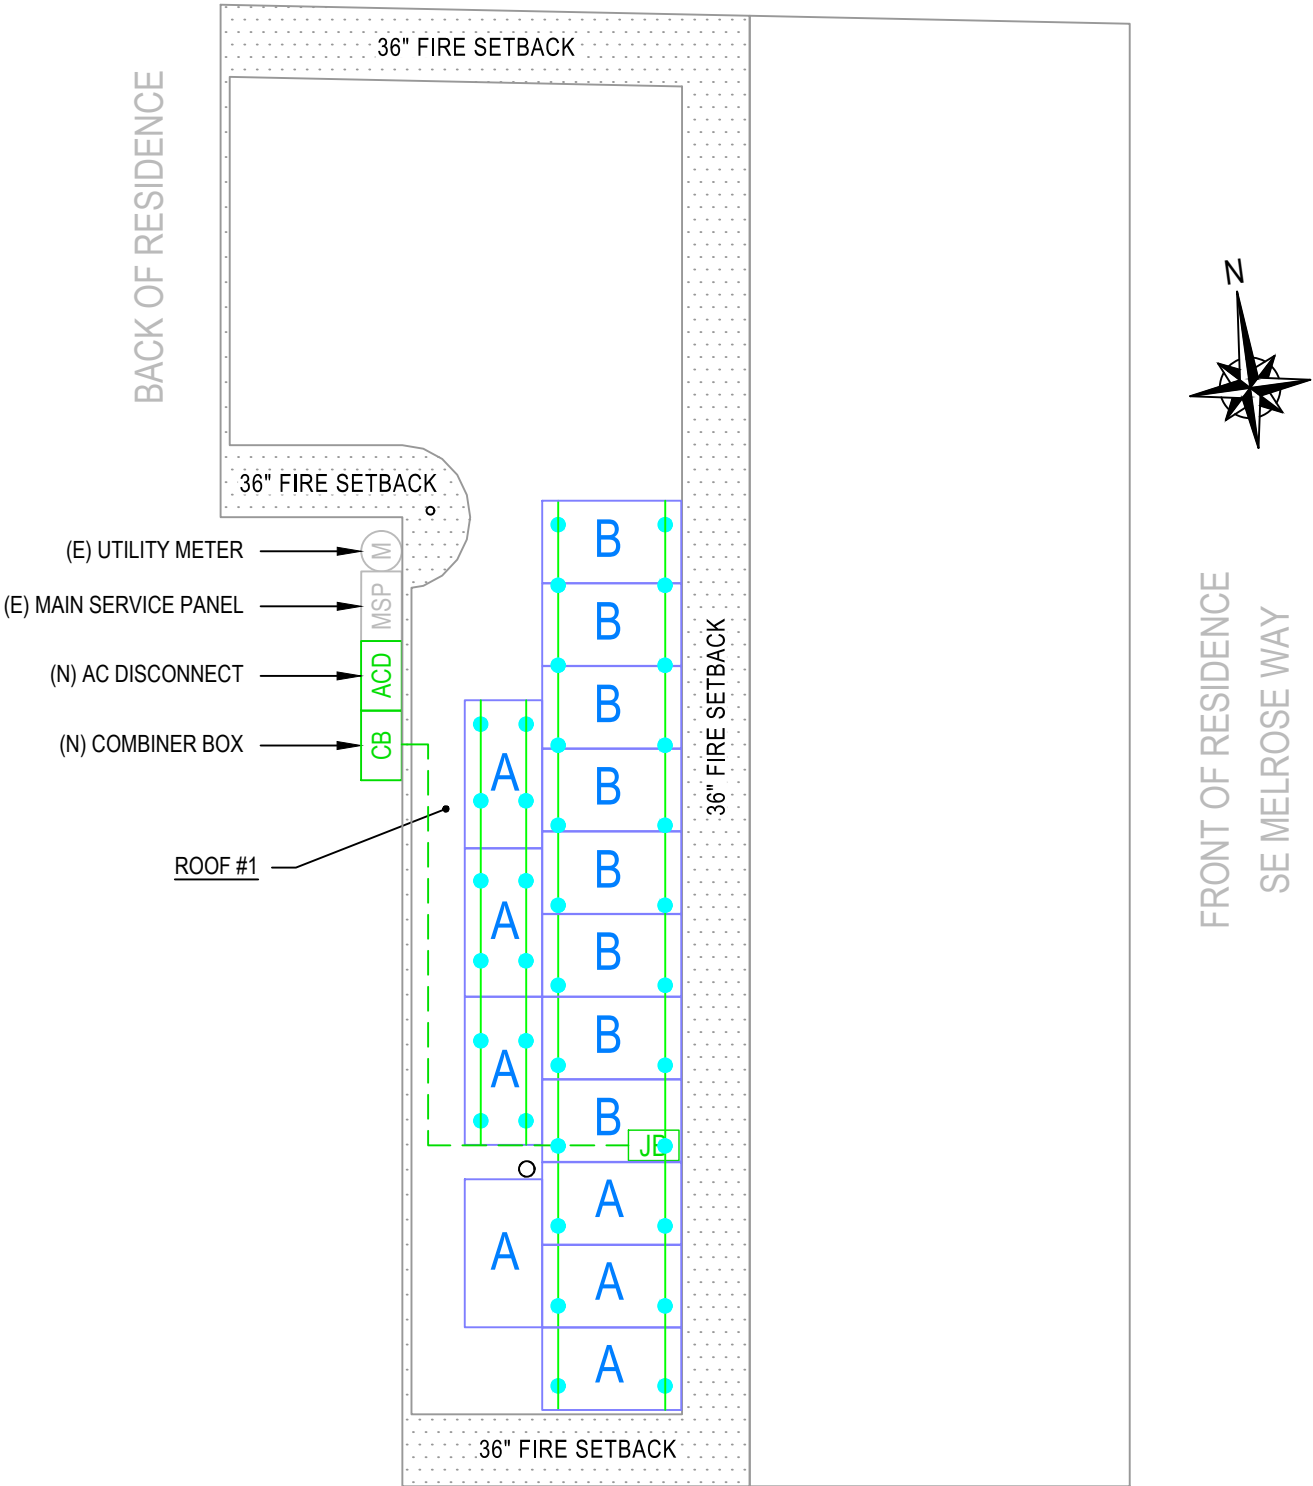 36" FIRE SETBACK
BACK OF RESIDENCE
N
36" FIRE SETBACK
(E) UTILITY METER
M
(E) MAIN SERVICE PANEL
MSP
(N) AC DISCONNECT
ACD
(N) COMBINER BOX
CB
ROOF #1
36" FIRE SETBACK
FRONT OF RESIDENCE
SE MELROSE WAY
B
B
B
B
B
B
B
B
A
A
A
A
A
A
A
JB
36" FIRE SETBACK